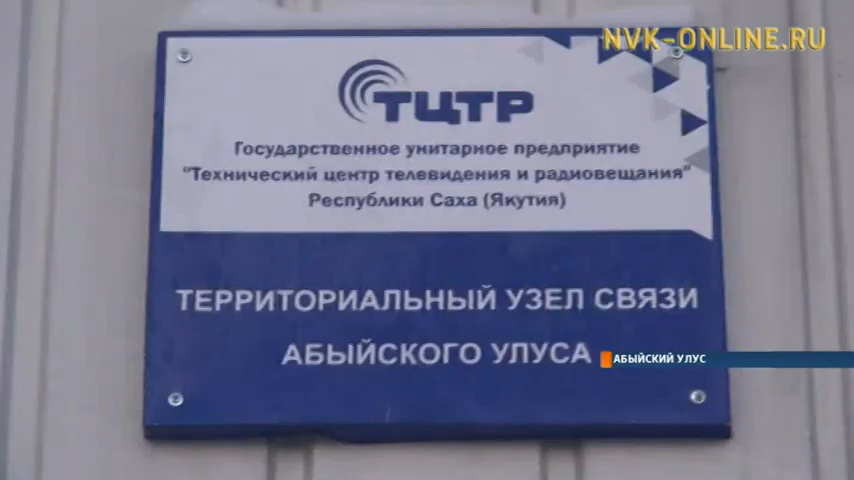 NVK-ONLINE.RU
ТЦТР
Государственное унитарное предприятие
"Технический центр телевидения и радиовещания"
Республики Саха (Якутия)
ТЕРРИТОРИАЛЬНЫЙ УЗЕЛ СВЯЗИ
АБЫЙСКОГО УЛУСА
АБЫЙСКИЙ УЛУС